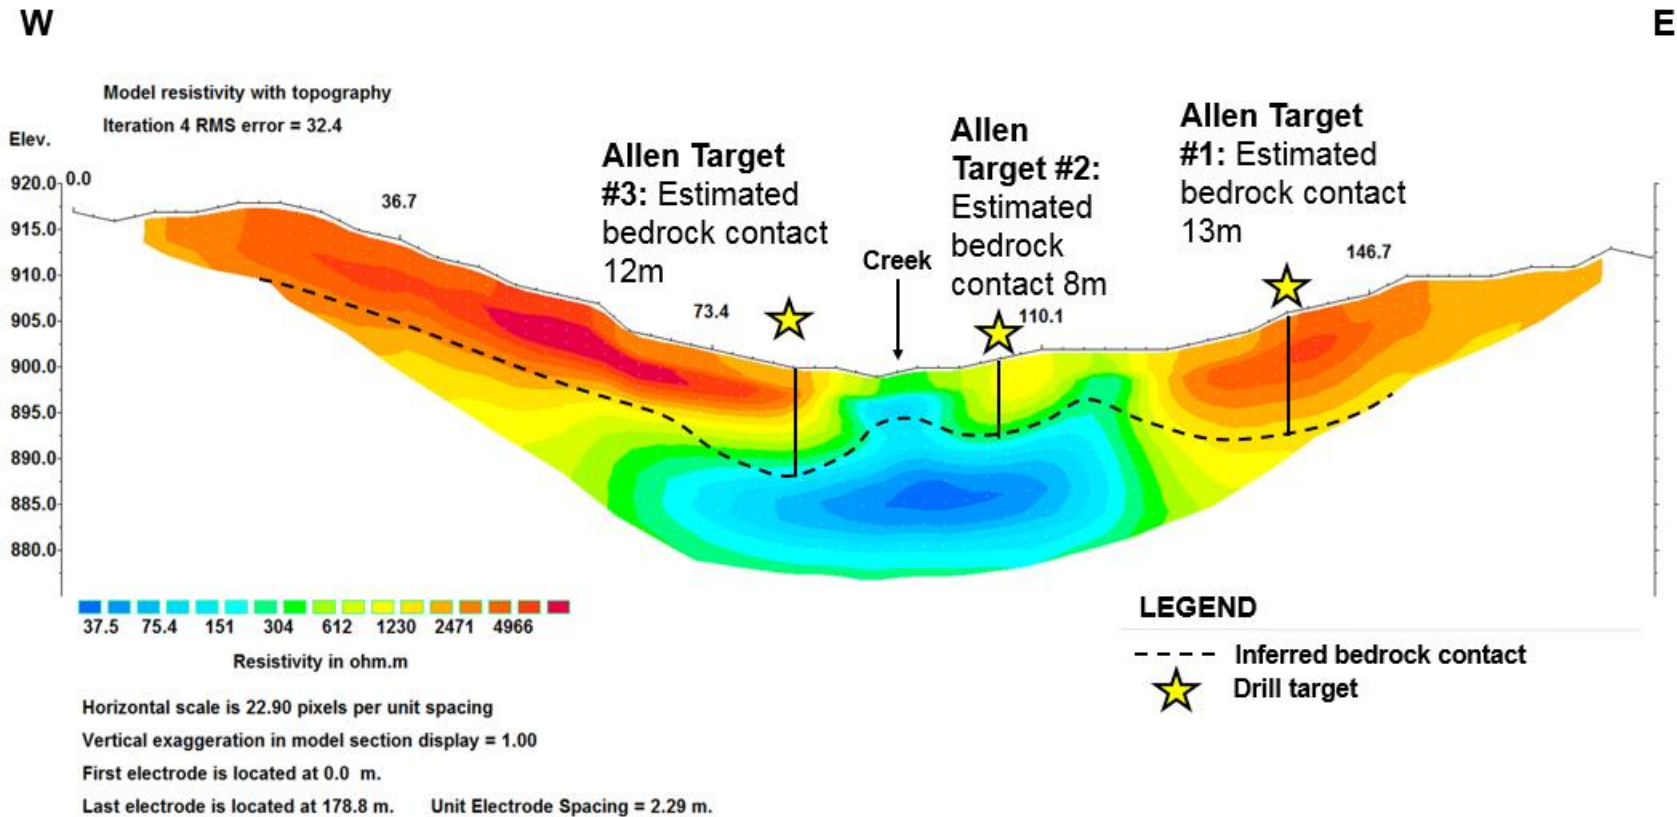 W
E
Model resistivity with topography
Iteration 4 RMS error = 32.4
Elev.
Allen Target
#3: Estimated
bedrock contact
12m
Creek
Allen
Target #2:
Estimated
bedrock
contact 8m
Allen Target
#1: Estimated
bedrock contact
13m
0.0
36.7
73.4
110.1
146.7
920.0
915.0
910.0
905.0
900.0
895.0
890.0
885.0
880.0
37.5 75.4 151 304 612 1230 2471 4966
Resistivity in ohm.m
Horizontal scale is 22.90 pixels per unit spacing
Vertical exaggeration in model section display = 1.00
First electrode is located at 0.0 m.
Last electrode is located at 178.8 m. Unit Electrode Spacing = 2.29 m.
LEGEND
Inferred bedrock contact
Drill target